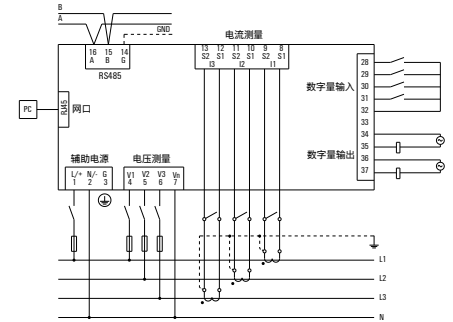 B
A
GND
电流测量
16 15 14
A B G
RS485
13 12 11 10 9 8
S2 S1 S2 S1 S2 S1
I3 I2 I1
28
29
数字量输入 30
31
32
33
34
数字量输出 35
36
37
PC
RJ45
网口
辅助电源 电压测量
L/+ N/- G V1 V2 V3 Vn
1 2 3 4 5 6 7
L1
L2
L3
N